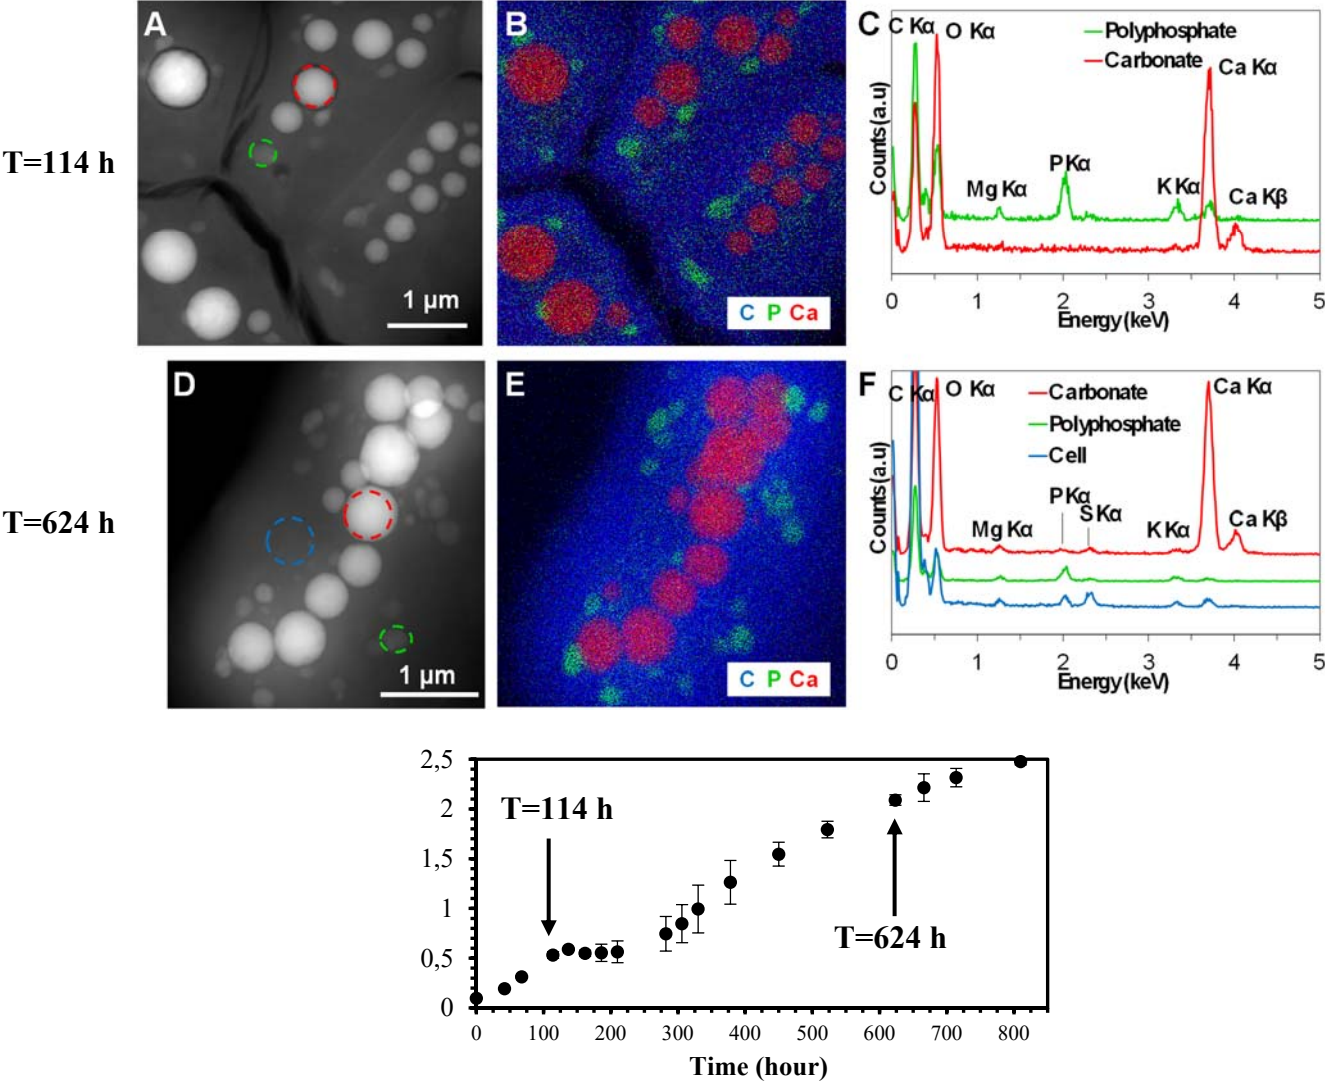 T=114 h
A
1 µm
B
C P Ca
C
C Kα
O Kα
Polyphosphate
Carbonate
Ca Kα
P Kα
Mg Kα
K Kα
Ca Kβ
Counts (a.u)
0 1 2 3 4 5
Energy (keV)
T=624 h
D
1 µm
E
C P Ca
F
C Kα
O Kα
Carbonate
Polyphosphate
Cell
Ca Kα
P Kα
S Kα
Mg Kα
K Kα
Ca Kβ
Counts (a.u)
0 1 2 3 4 5
Energy (keV)
2,5
2
1,5
1
0,5
0
T=114 h
T=624 h
0 100 200 300 400 500 600 700 800
Time (hour)